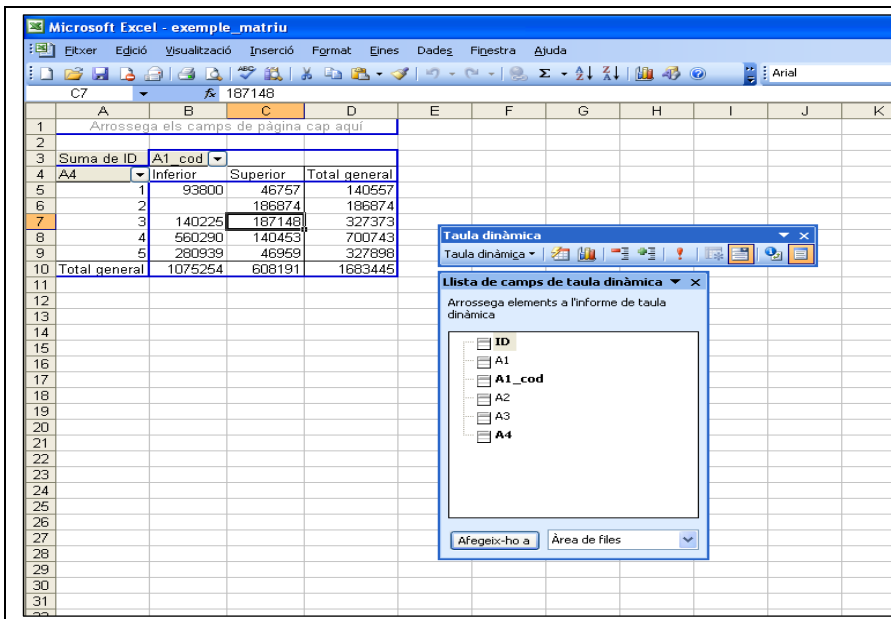 Microsoft Excel - exemple_matriu
Fitxer Edició Visualització Inserció Format Eines Dades Finestra Ajuda
Arial
C7 fx 187148
A B C D E F G H I J K
1 Arrossega els camps de pàgina cap aquí
2
3 Suma de ID A1_cod
4 A4 Inferior Superior Total general
5 1 93800 46757 140557
6 2 186874 186874
7 3 140225 187148 327373
8 4 560290 140453 700743
9 5 280939 46959 327898
10 Total general 1075254 608191 1683445
11
12
13
14
15
16
17
18
19
20
21
22
23
24
25
26
27
28
29
30
31
Taula dinàmica
Taula dinàmica
Llista de camps de taula dinàmica
Arrossega elements a l'informe de taula
dinàmica
ID
A1
A1_cod
A2
A3
A4
Afegeix-ho a Àrea de files